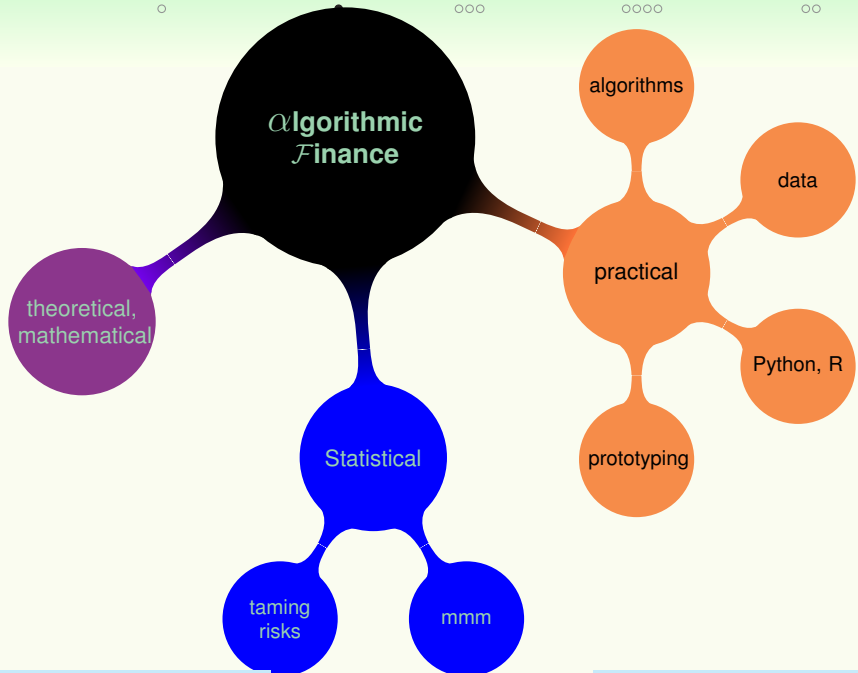 αlgorithmic
ℱinance
algorithms
data
practical
Python, R
prototyping
theoretical,
mathematical
Statistical
taming
risks
mmm